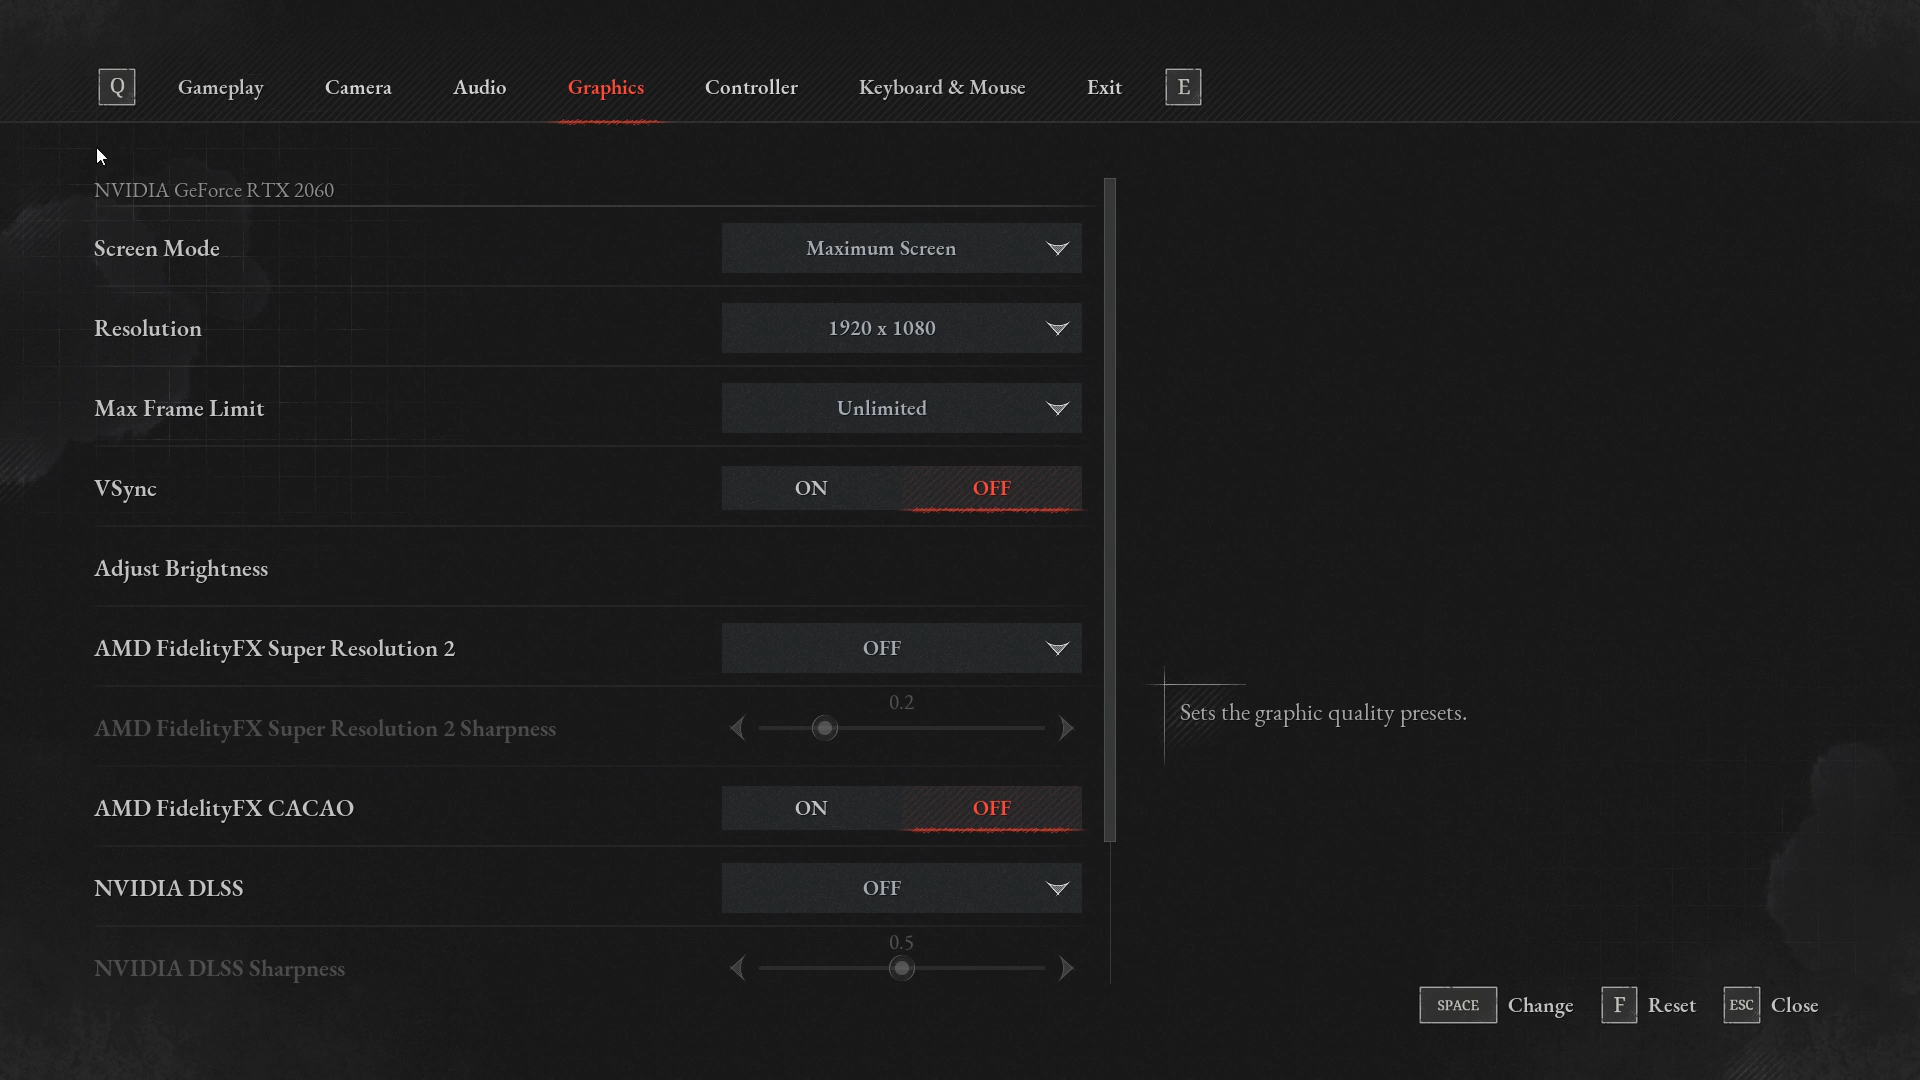 Q Gameplay Camera Audio Graphics Controller Keyboard & Mouse Exit E
NVIDIA GeForce RTX 2060
Screen Mode Maximum Screen
Resolution 1920 x 1080
Max Frame Limit Unlimited
VSync ON OFF
Adjust Brightness
AMD FidelityFX Super Resolution 2 OFF
0.2
AMD FidelityFX Super Resolution 2 Sharpness
Sets the graphic quality presets.
AMD FidelityFX CACAO ON OFF
NVIDIA DLSS OFF
0.5
NVIDIA DLSS Sharpness
SPACE Change F Reset ESC Close